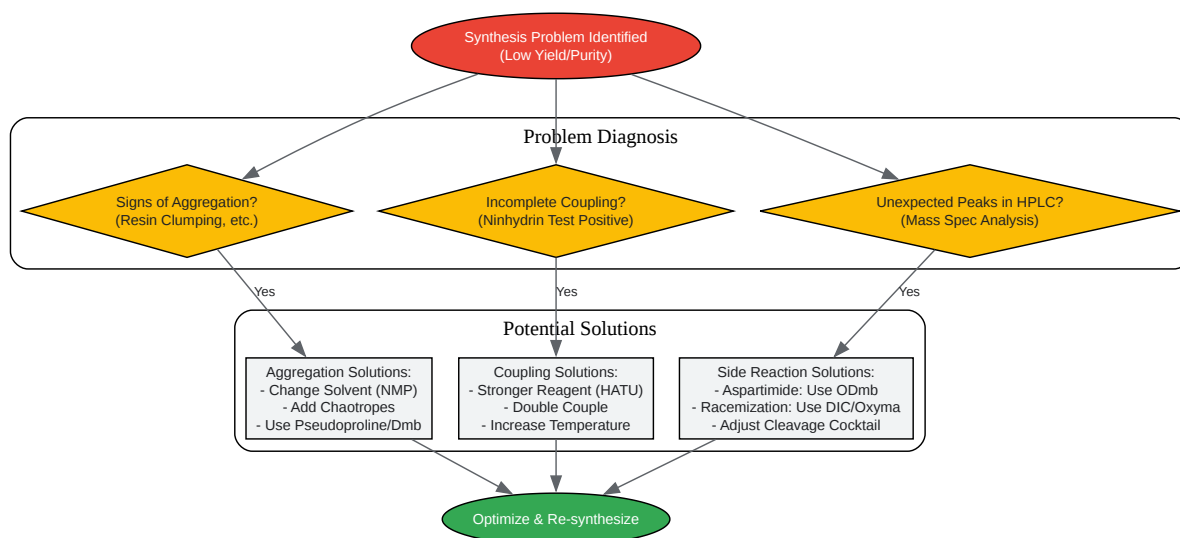 Synthesis Problem Identified
(Low Yield/Purity)
Problem Diagnosis
Signs of Aggregation?
(Resin Clumping, etc.)
Incomplete Coupling?
(Ninhydrin Test Positive)
Unexpected Peaks in HPLC?
(Mass Spec Analysis)
Yes
Yes
Yes
Potential Solutions
Aggregation Solutions:
- Change Solvent (NMP)
- Add Chaotropes
- Use Pseudoproline/Dmb
Coupling Solutions:
- Stronger Reagent (HATU)
- Double Couple
- Increase Temperature
Side Reaction Solutions:
- Aspartimide: Use ODmb
- Racemization: Use DIC/Oxyma
- Adjust Cleavage Cocktail
Optimize & Re-synthesize